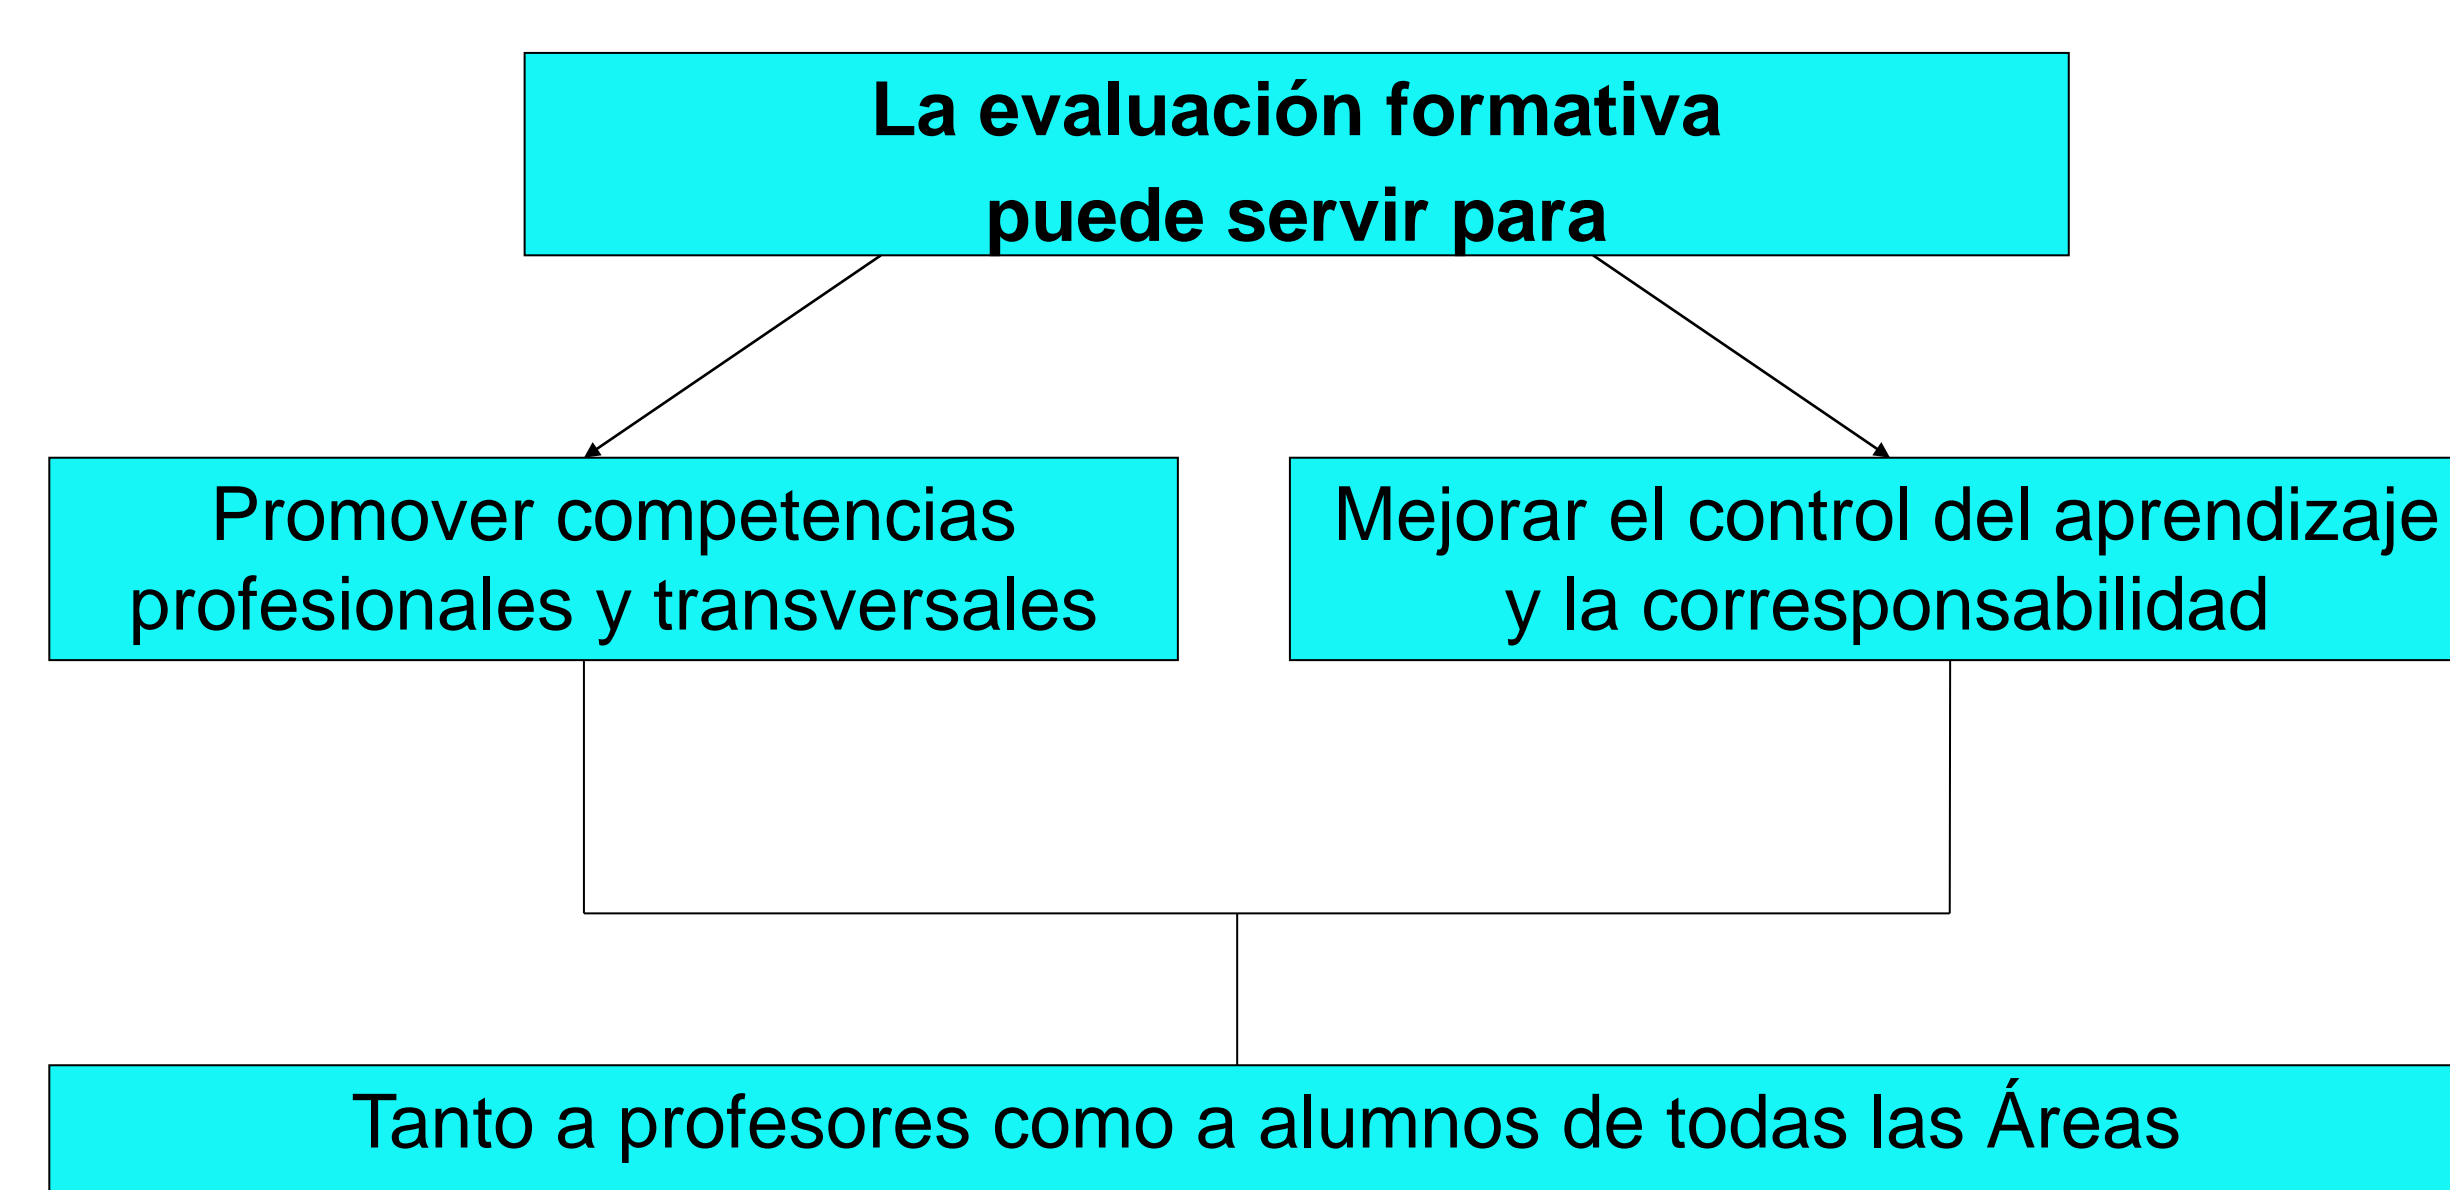 La evaluación formativa
puede servir para
Promover competencias
profesionales y transversales
Mejorar el control del aprendizaje
y la corresponsabilidad
Tanto a profesores como a alumnos de todas las Áreas